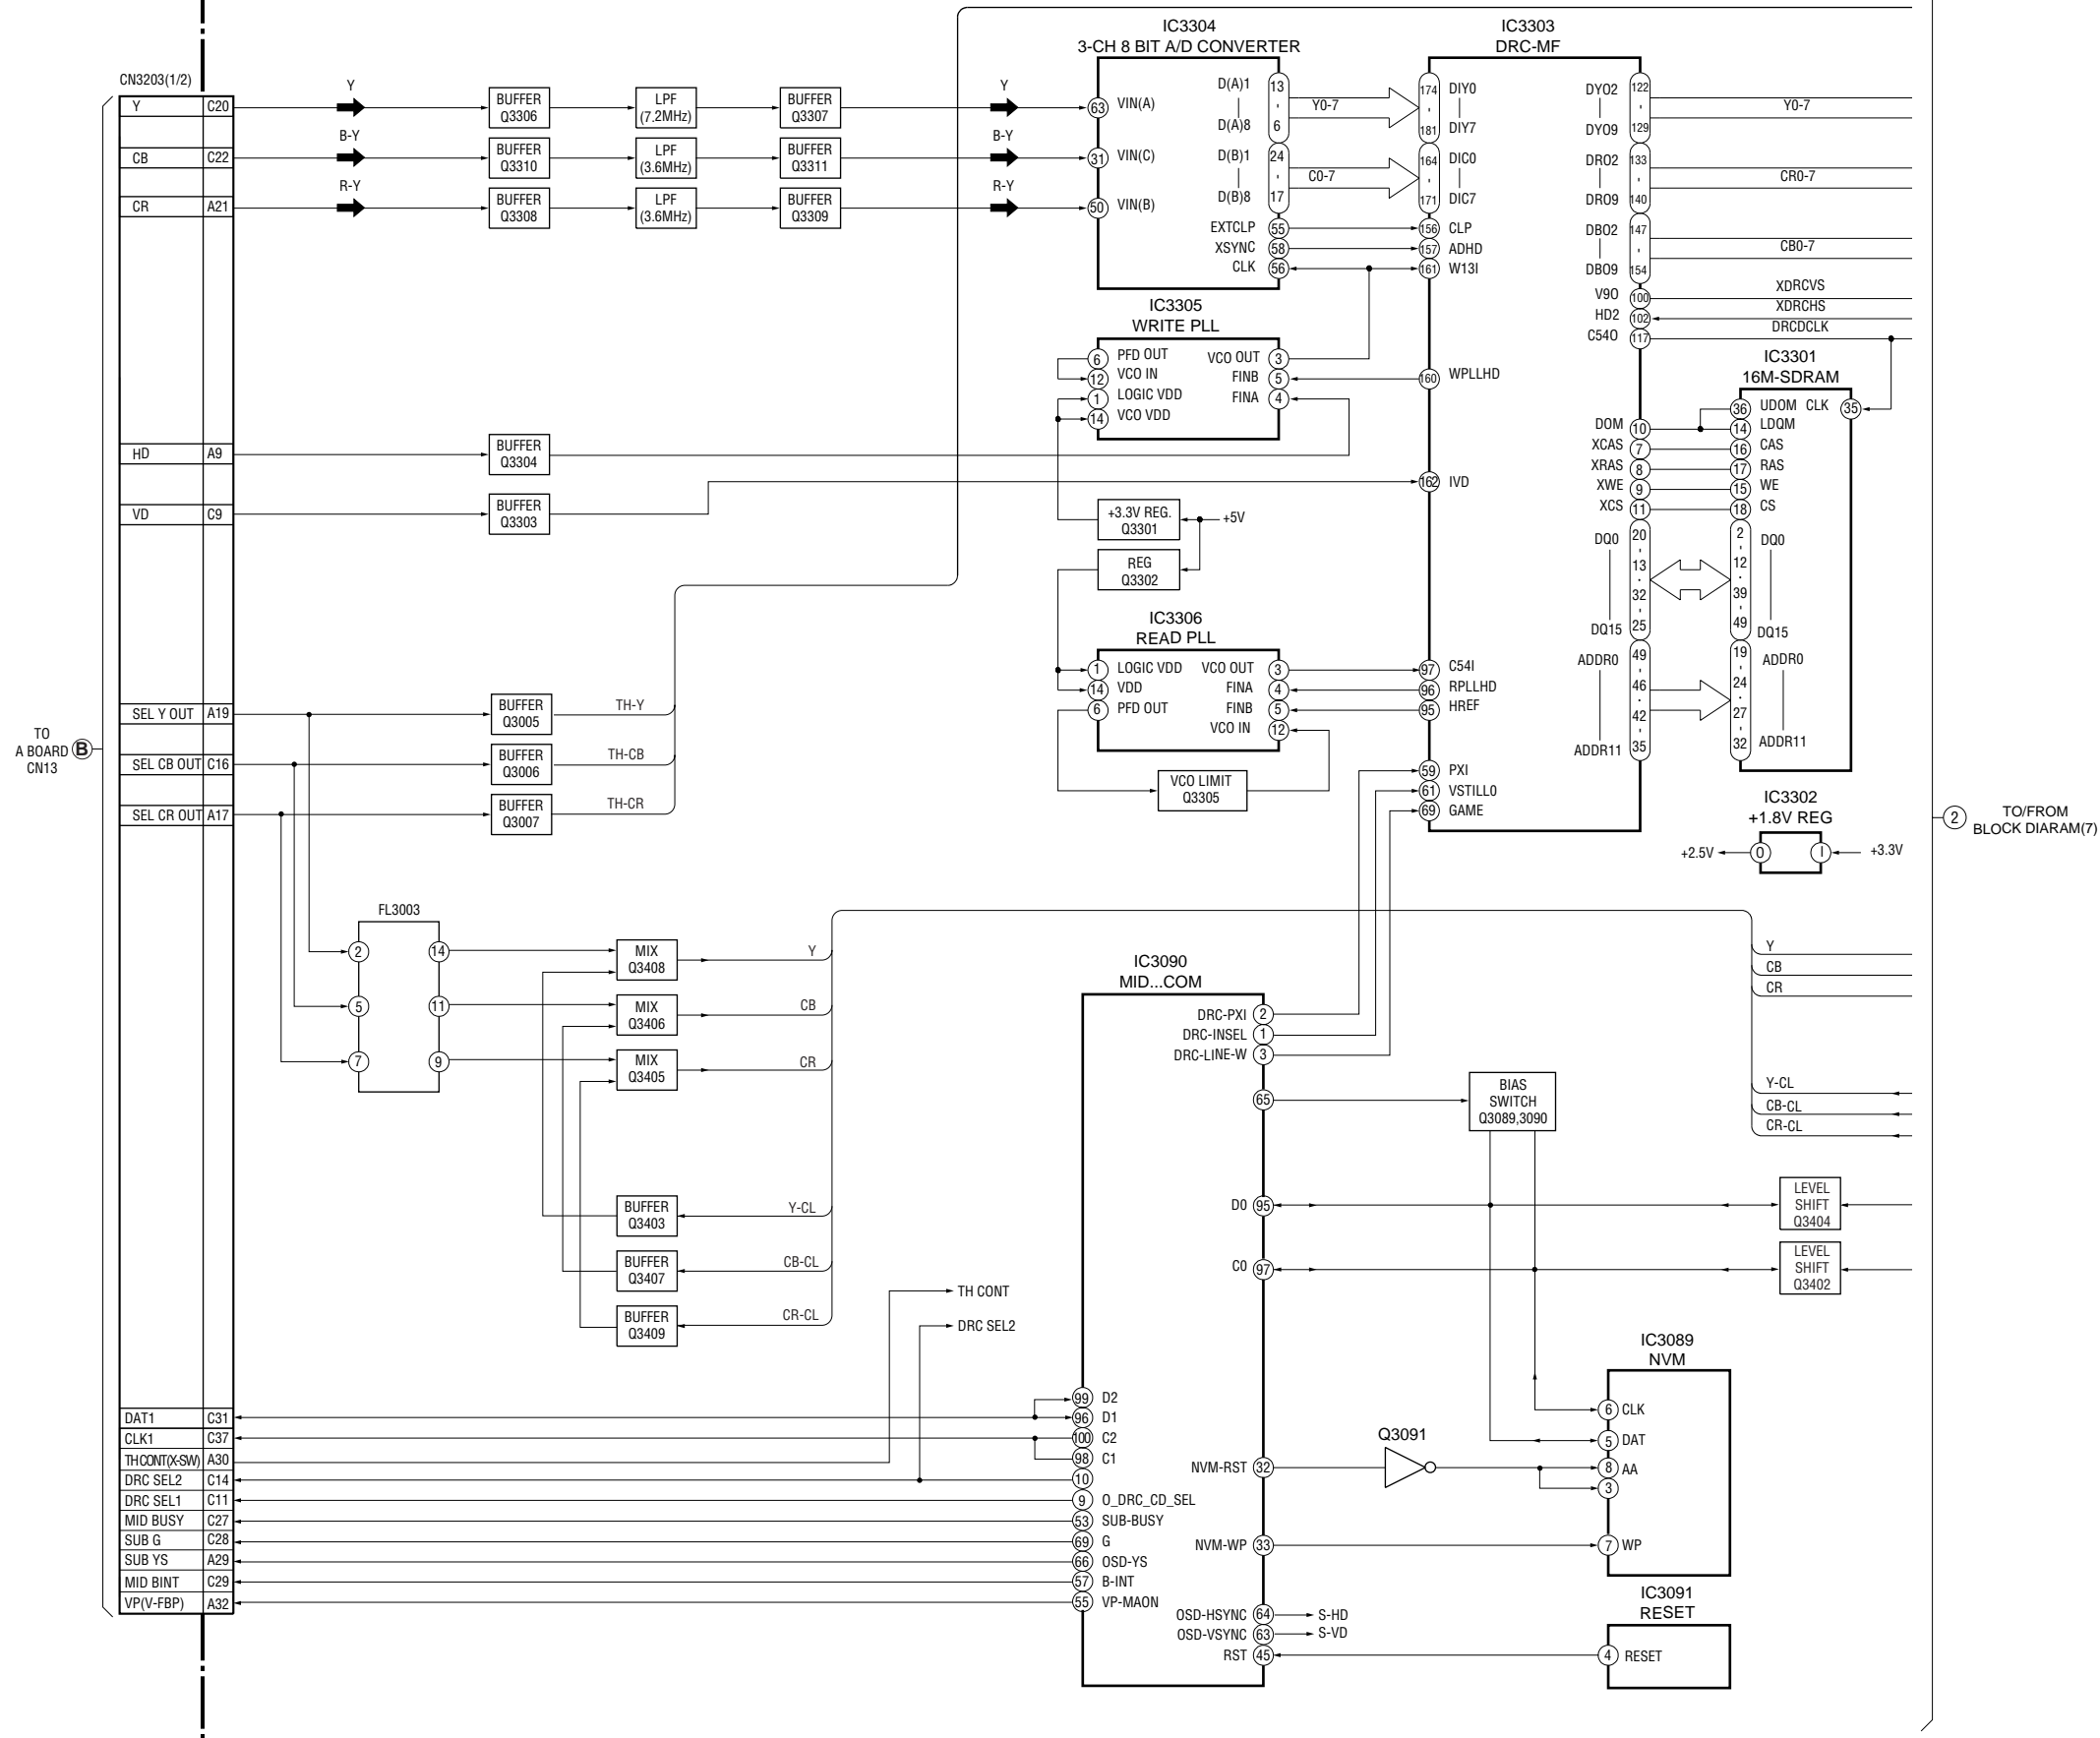 CN3203(1/2)
Y C20
CB C22
CR A21
HD A9
VD C9
SEL Y OUT A19
SEL CB OUT C16
SEL CR OUT A17
DAT1 C31
CLK1 C37
THCONT(X-SW) A30
DRC SEL2 C14
DRC SEL1 C11
MID BUSY C27
SUB G C28
SUB YS A29
MID BINT C29
VP(V-FBP) A32
TO
A BOARD B
CN13
Y
B-Y
R-Y
BUFFER
Q3306
LPF
(7.2MHz)
BUFFER
Q3307
BUFFER
Q3310
LPF
(3.6MHz)
BUFFER
Q3311
BUFFER
Q3308
LPF
(3.6MHz)
BUFFER
Q3309
Y
B-Y
R-Y
BUFFER
Q3304
BUFFER
Q3303
BUFFER
Q3005
TH-Y
BUFFER
Q3006
TH-CB
BUFFER
Q3007
TH-CR
FL3003
2 14
5 11
7 9
MIX
Q3408
Y
MIX
Q3406
CB
MIX
Q3405
CR
BUFFER
Q3403
Y-CL
BUFFER
Q3407
CB-CL
BUFFER
Q3409
CR-CL
TH CONT
DRC SEL2
IC3304
3-CH 8 BIT A/D CONVERTER
63 VIN(A)
31 VIN(C)
50 VIN(B)
D(A)1 13
D(A)8 6
D(B)1 24
D(B)8 17
EXTCLP 55
XSYNC 58
CLK 56
Y0-7
C0-7
IC3305
WRITE PLL
6 PFD OUT
12 VCO IN
1 LOGIC VDD
14 VCO VDD
VCO OUT 3
FINB 5
FINA 4
+3.3V REG.
Q3301
+5V
REG
Q3302
IC3306
READ PLL
1 LOGIC VDD
14 VDD
6 PFD OUT
VCO OUT 3
FINA 4
FINB 5
VCO IN 12
VCO LIMIT
Q3305
IC3303
DRC-MF
174 DIY0
181 DIY7
164 DIC0
171 DIC7
156 CLP
157 ADHD
161 W13I
160 WPLLHD
162 IVD
97 C54I
96 RPLLHD
95 HREF
59 PXI
61 VSTILL0
69 GAME
DYO2 122
DYO9 129
DRO2 133
DRO9 140
DBO2 147
DBO9 154
V9O 100
HD2 102
C54O 117
DOM 10
XCAS 7
XRAS 8
XWE 9
XCS 11
DQ0 20
13
32
DQ15 25
ADDR0 49
46
42
ADDR11 35
Y0-7
CR0-7
CB0-7
XDRCVS
XDRCHS
DRCDCLK
IC3301
16M-SDRAM
36 UDOM CLK 35
14 LDQM
16 CAS
17 RAS
15 WE
18 CS
2 DQ0
12
39
49 DQ15
19 ADDR0
24
27
32 ADDR11
IC3302
+1.8V REG
+2.5V O I +3.3V
2 TO/FROM
BLOCK DIARAM(7)
Y
CB
CR
Y-CL
CB-CL
CR-CL
IC3090
MID...COM
DRC-PXI 2
DRC-INSEL 1
DRC-LINE-W 3
65
D0 95
C0 97
99 D2
96 D1
100 C2
98 C1
10
9 O_DRC_CD_SEL
53 SUB-BUSY
69 G
66 OSD-YS
57 B-INT
55 VP-MAON
NVM-RST 32
NVM-WP 33
OSD-HSYNC 64 S-HD
OSD-VSYNC 63 S-VD
RST 45
BIAS
SWITCH
Q3089,3090
LEVEL
SHIFT
Q3404
LEVEL
SHIFT
Q3402
Q3091
IC3089
NVM
6 CLK
5 DAT
8 AA
3
7 WP
IC3091
RESET
4 RESET